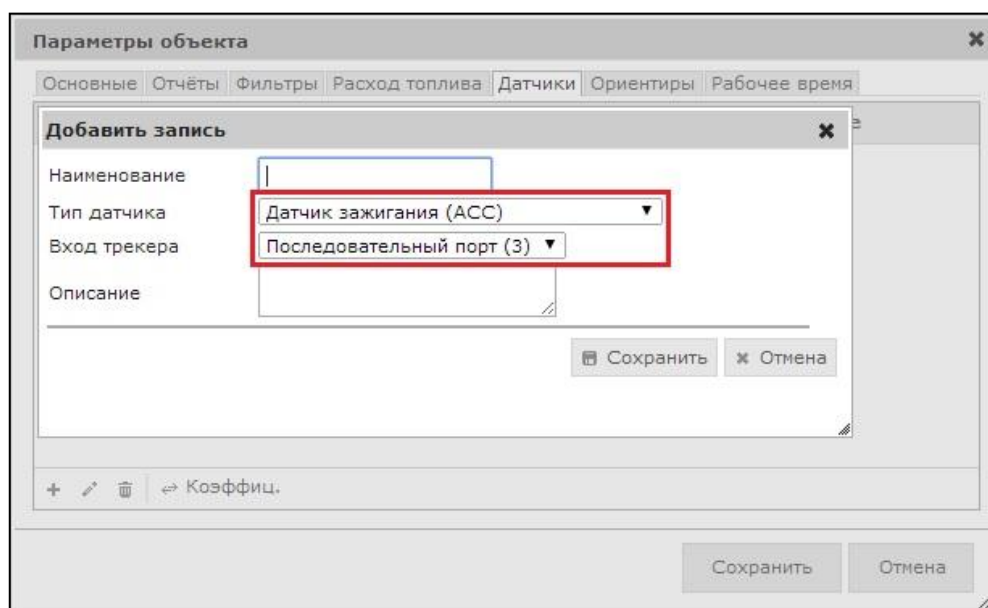 Параметры объекта
Основные Отчёты Фильтры Расход топлива Датчики Ориентиры Рабочее время
Добавить запись
Наименование
Тип датчика Датчик зажигания (ACC)
Вход трекера Последовательный порт (3)
Описание
Сохранить Отмена
Коэффиц.
Сохранить Отмена